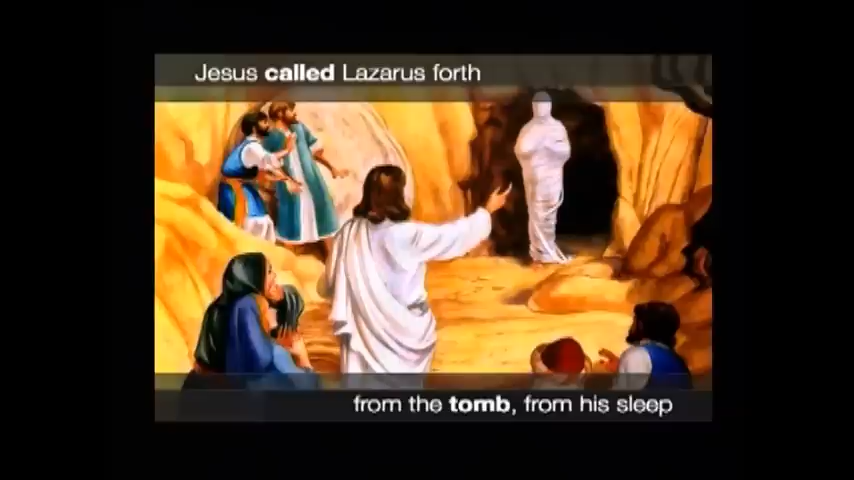 Jesus called Lazarus forth
from the tomb, from his sleep